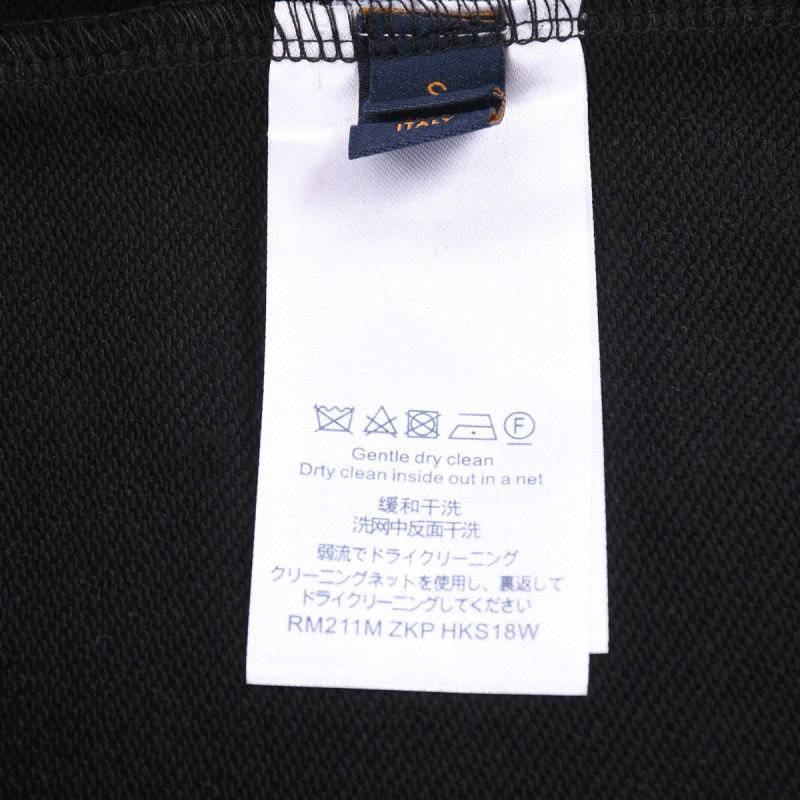 S
ITALY
F
Gentle dry clean
Drty clean inside out in a net
缓和干洗
洗网中反面干洗
弱流でドライクリーニング
クリーニングネットを使用し、裏返して
ドライクリーニングしてください
RM211M ZKP HKS18W